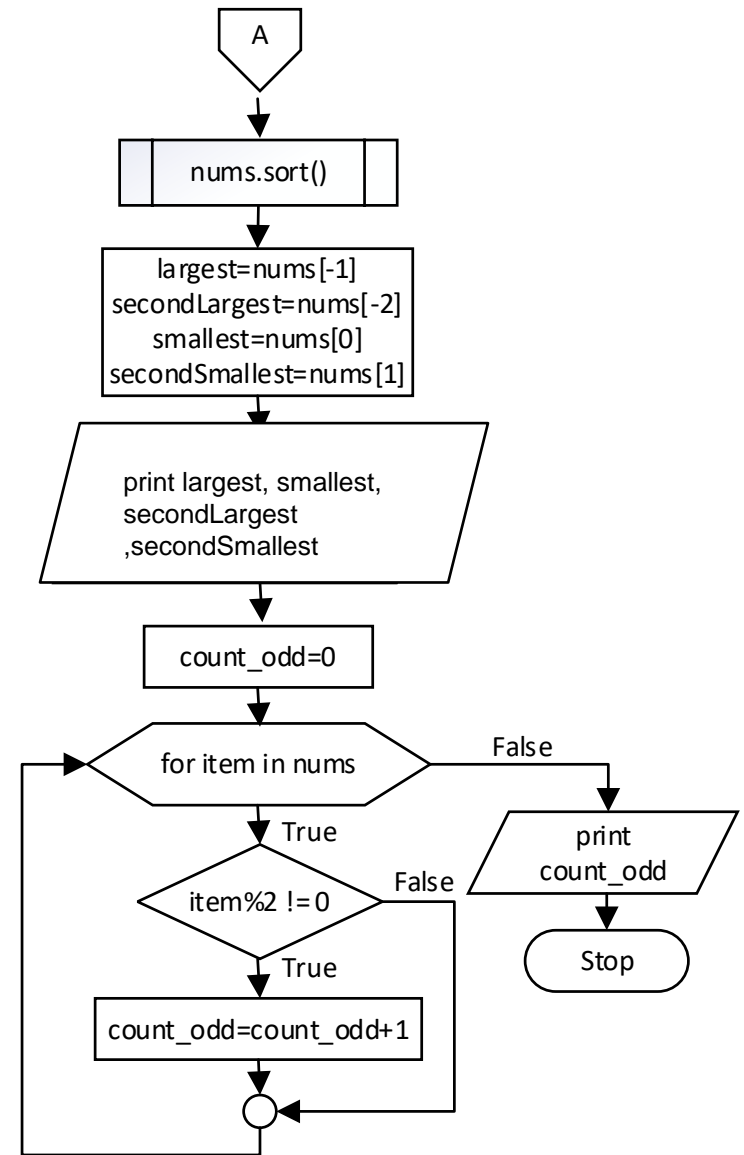 A
nums.sort()
largest=nums[-1]
secondLargest=nums[-2]
smallest=nums[0]
secondSmallest=nums[1]
print largest, smallest,
secondLargest
,secondSmallest
count_odd=0
for item in nums
False
True
print
count_odd
item%2 != 0
False
Stop
True
count_odd=count_odd+1